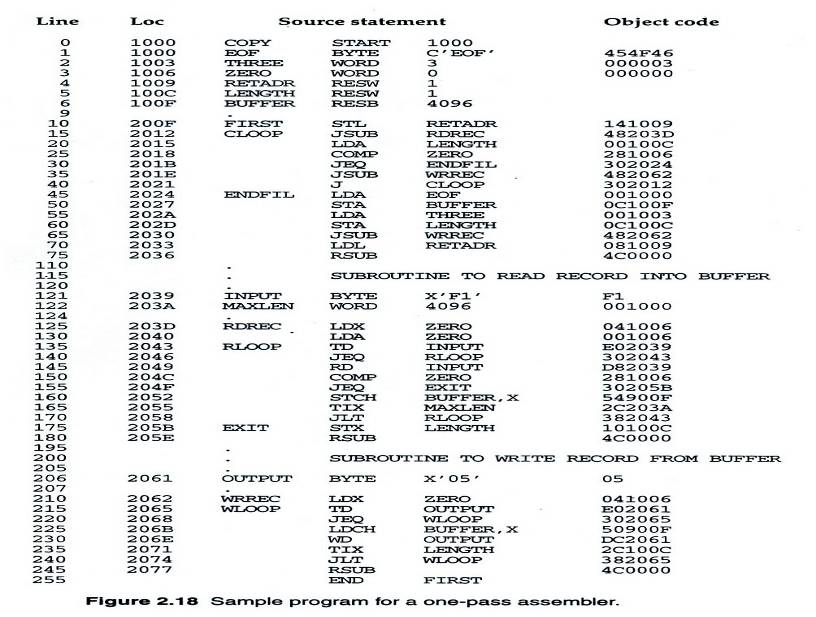 Line Loc Source statement Object code
0 1000 COPY START 1000
1 1000 EOF BYTE C'EOF' 454F46
2 1003 THREE WORD 3 000003
3 1006 ZERO WORD 0 000000
4 1009 RETADR RESW 1
5 100C LENGTH RESW 1
6 100F BUFFER RESB 4096
9 .
10 200F FIRST STL RETADR 141009
15 2012 CLOOP JSUB RDREC 48203D
20 2015 LDA LENGTH 00100C
25 2018 COMP ZERO 281006
30 201B JEQ ENDFIL 302024
35 201E JSUB WRREC 482062
40 2021 J CLOOP 302012
45 2024 ENDFIL LDA EOF 001000
50 2027 STA BUFFER 0C100F
55 202A LDA THREE 001003
60 202D STA LENGTH 0C100C
65 2030 JSUB WRREC 482062
70 2033 LDL RETADR 081009
75 2036 RSUB 4C0000
110 .
115 . SUBROUTINE TO READ RECORD INTO BUFFER
120 .
121 2039 INPUT BYTE X'F1' F1
122 203A MAXLEN WORD 4096 001000
124 .
125 203D RDREC LDX ZERO 041006
130 2040 LDA ZERO 001006
135 2043 RLOOP TD INPUT E02039
140 2046 JEQ RLOOP 302043
145 2049 RD INPUT D82039
150 204C COMP ZERO 281006
155 204F JEQ EXIT 30205B
160 2052 STCH BUFFER,X 54900F
165 2055 TIX MAXLEN 2C203A
170 2058 JLT RLOOP 382043
175 205B EXIT STX LENGTH 10100C
180 205E RSUB 4C0000
195 .
200 . SUBROUTINE TO WRITE RECORD FROM BUFFER
205 .
206 2061 OUTPUT BYTE X'05' 05
207 .
210 2062 WRREC LDX ZERO 041006
215 2065 WLOOP TD OUTPUT E02061
220 2068 JEQ WLOOP 302065
225 206B LDCH BUFFER,X 50900F
230 206E WD OUTPUT DC2061
235 2071 TIX LENGTH 2C100C
240 2074 JLT WLOOP 382065
245 2077 RSUB 4C0000
255 END FIRST
Figure 2.18 Sample program for a one-pass assembler.